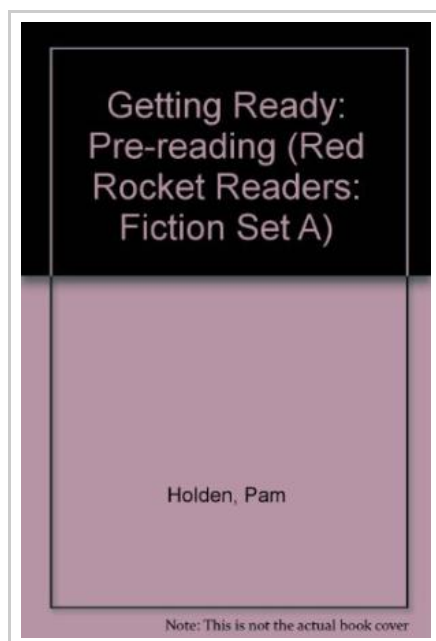 Getting Ready:
Pre-reading (Red
Rocket Readers:
Fiction Set A)
Holden, Pam
Note: This is not the actual book cover